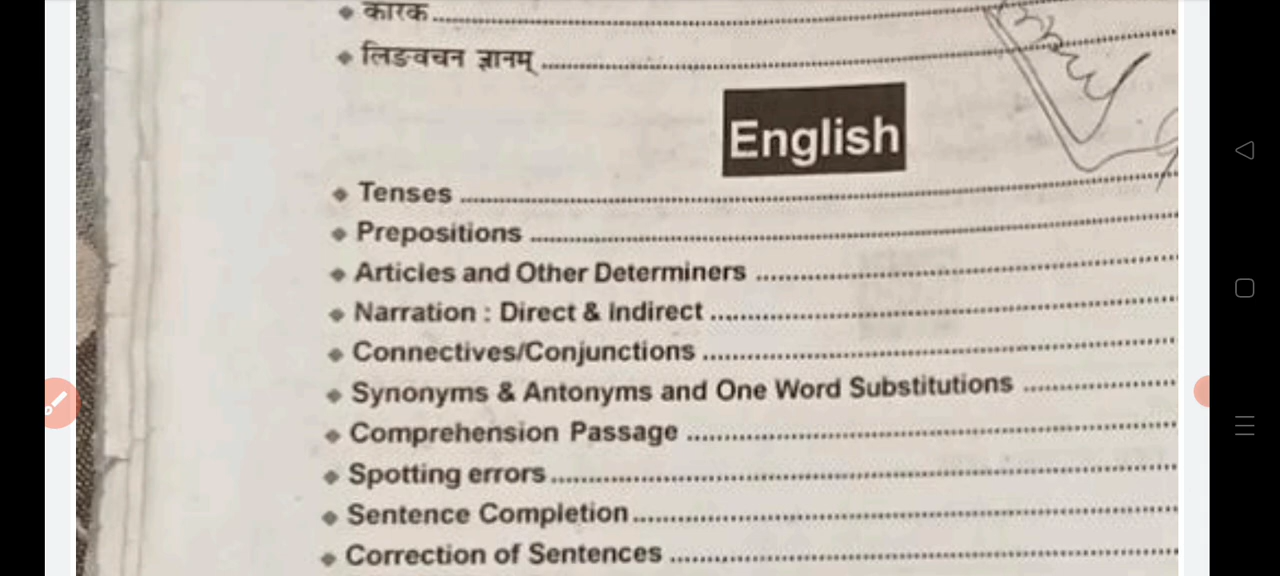 ◆ कारक
◆ लिङवचन ज्ञानम्
English
◆ Tenses
◆ Prepositions
◆ Articles and Other Determiners
◆ Narration : Direct & Indirect
◆ Connectives/Conjunctions
◆ Synonyms & Antonyms and One Word Substitutions
◆ Comprehension Passage
◆ Spotting errors
◆ Sentence Completion
◆ Correction of Sentences